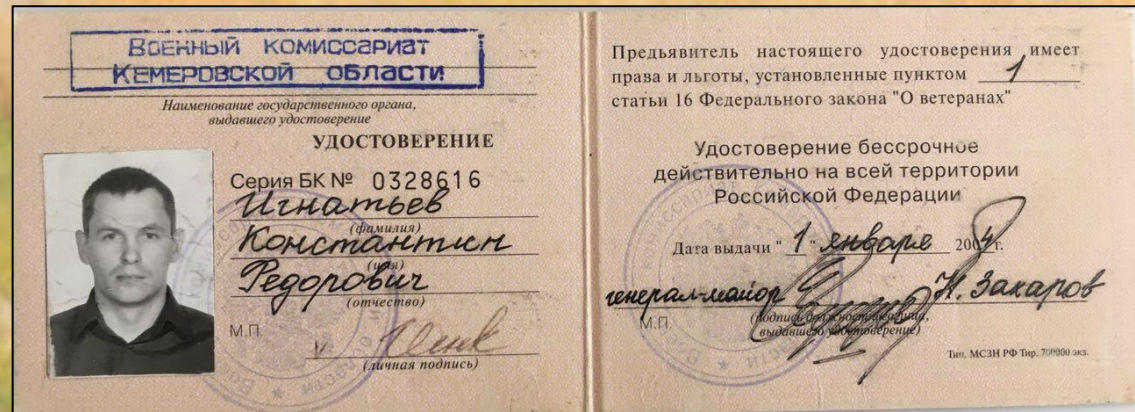 Военный комиссариат
Кемеровской области
Наименование государственного органа,
выдавшего удостоверение
УДОСТОВЕРЕНИЕ
Серия БК № 0328616
Игнатьев
(фамилия)
Константин
(имя)
Федорович
(отчество)
М.П.
(личная подпись)
Предъявитель настоящего удостоверения имеет
права и льготы, установленные пунктом 1
статьи 16 Федерального закона "О ветеранах"
Удостоверение бессрочное
действительно на всей территории
Российской Федерации
Дата выдачи " 1 " января 2004 г.
генерал-майор Н. Захаров
М.П.
(подпись должностного лица,
выдавшего удостоверение)
Тип. МСЗН РФ Тир. 700000 экз.